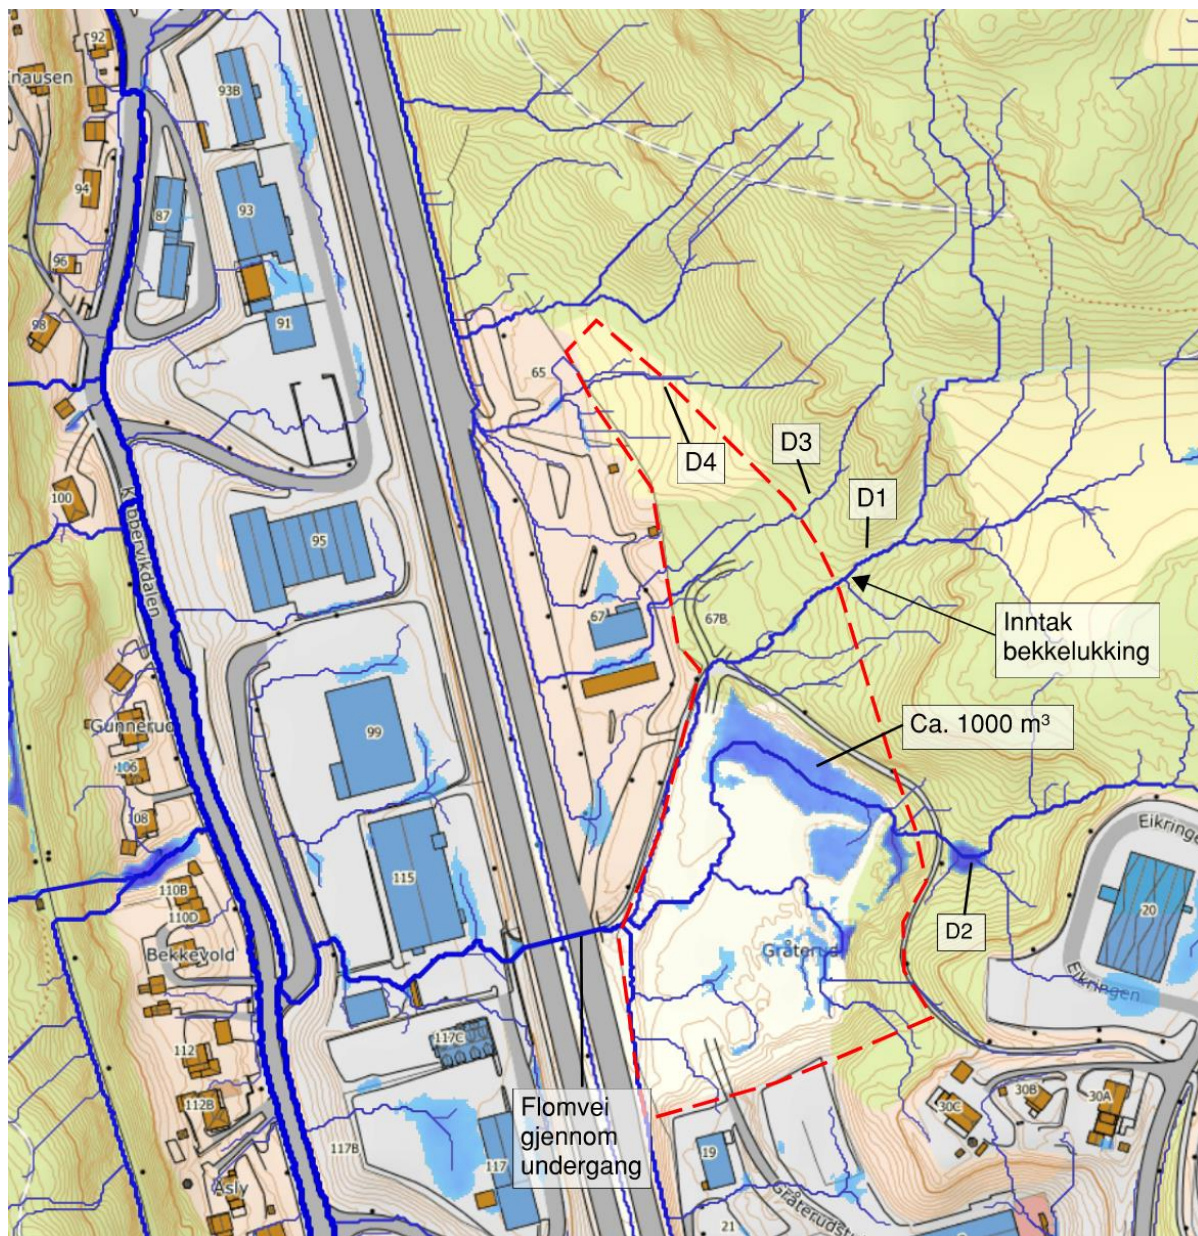 92
Knausen
93B
94
87
93
96
98
91
65
D4
D3
D1
100
Kobbervikdalen
95
67
67B
Inntak
bekkelukking
Gunnerud
106
99
Ca. 1000 m³
108
Eikringen
110B
110D
115
20
Bekkevold
Gråterud
D2
Eikringen
112
117C
112B
117B
Flomvei
gjennom
undergang
30C
30B
30A
117
19
Åsly
21